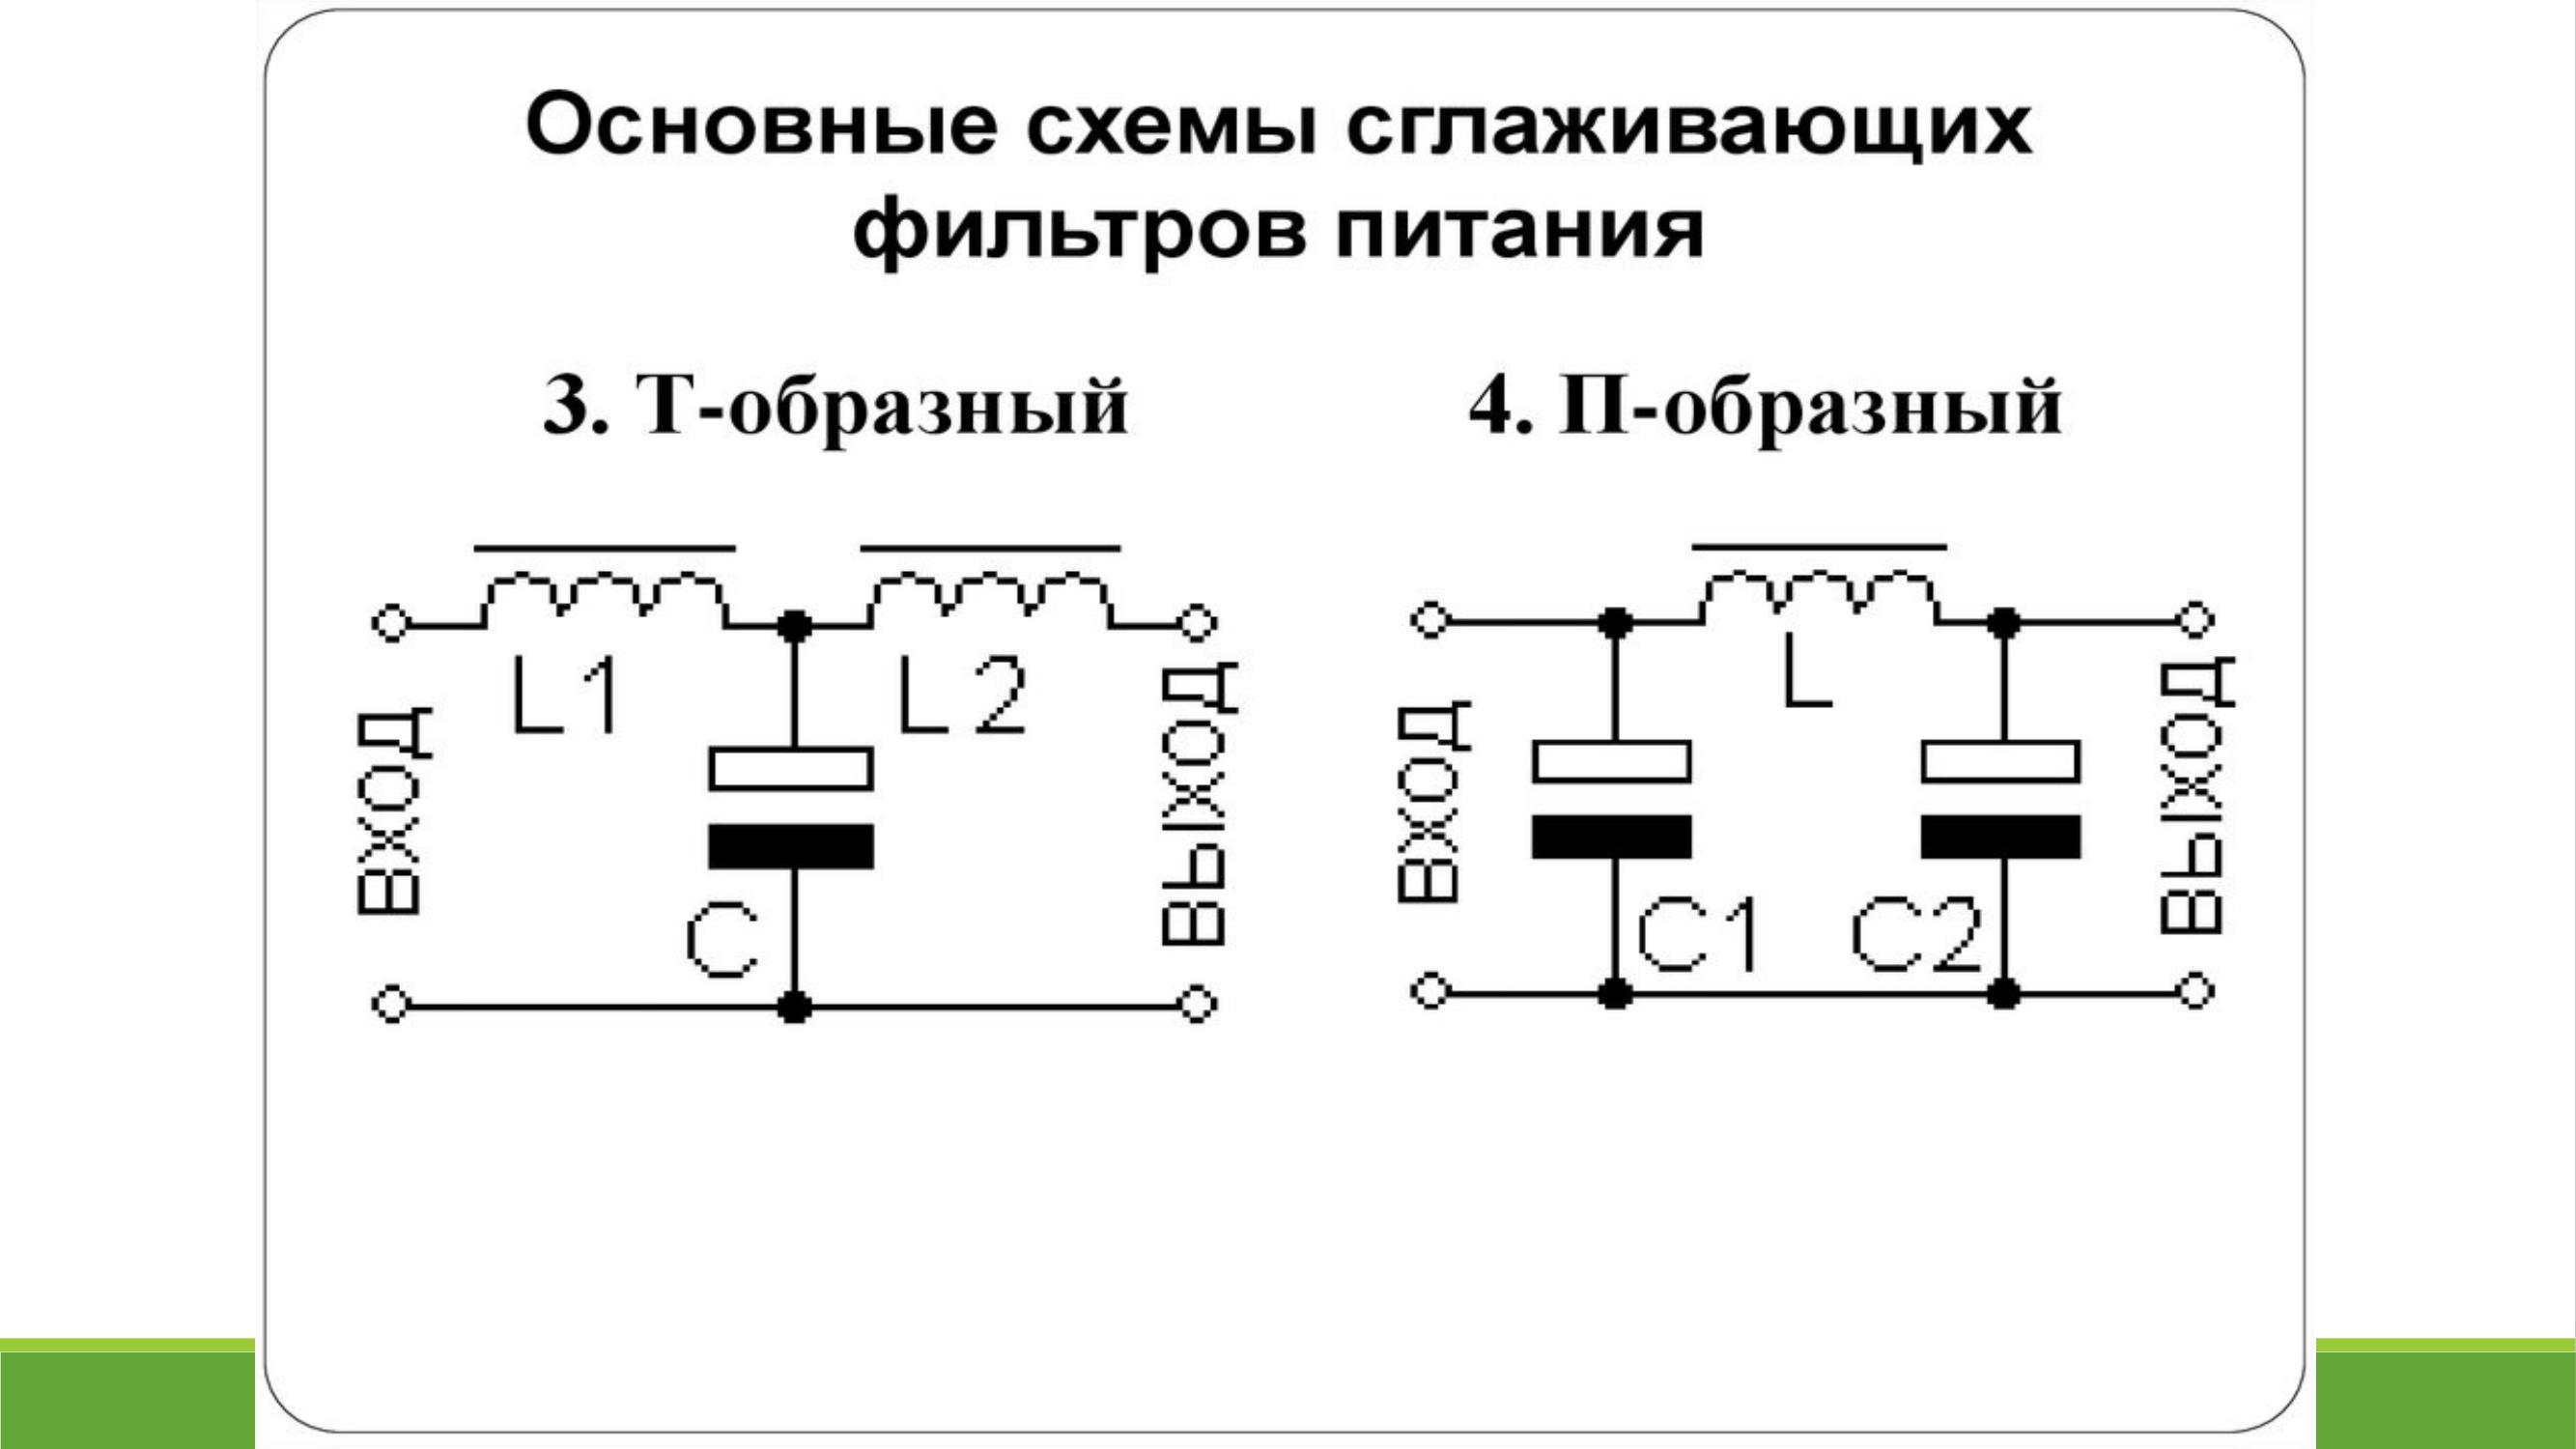 Основные схемы сглаживающих
фильтров питания
3. Т-образный
4. П-образный
L1
L2
ВХОД
ВЫХОД
C
L
ВХОД
ВЫХОД
C1
C2